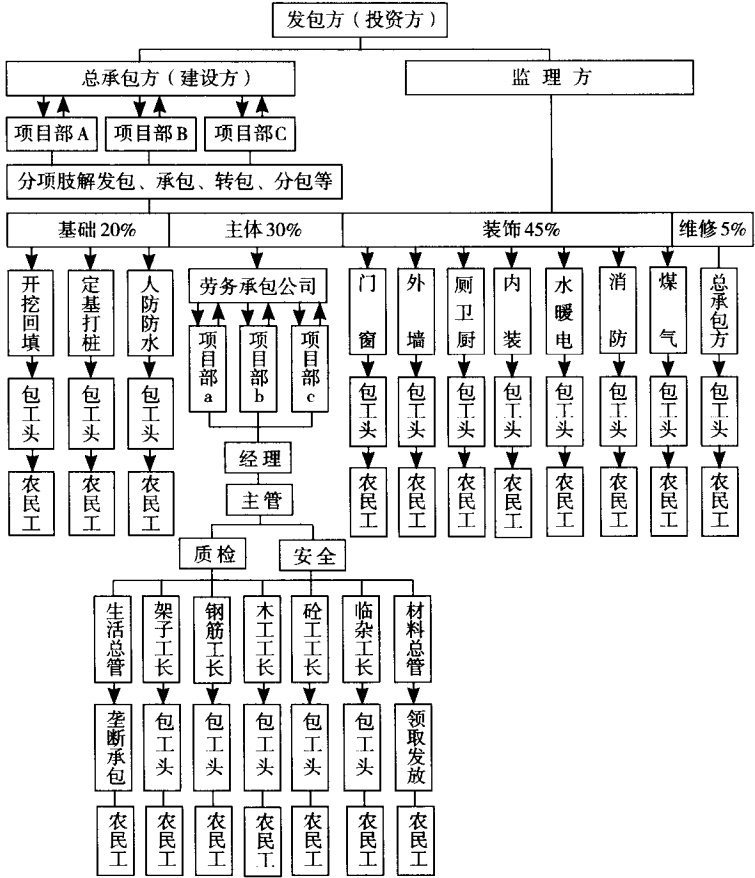 发包方（投资方）
总承包方（建设方）
监理方
项目部A
项目部B
项目部C
分项肢解发包、承包、转包、分包等
基础20%
主体30%
装饰45%
维修5%
开挖回填
定基打桩
人防防水
劳务承包公司
门窗
外墙
厕卫厨
内装
水暖电
消防
煤气
总承包方
项目部a
项目部b
项目部c
包工头
包工头
包工头
包工头
包工头
包工头
包工头
包工头
包工头
包工头
包工头
经理
农民工
农民工
农民工
农民工
农民工
农民工
农民工
农民工
农民工
农民工
农民工
主管
质检
安全
生活总管
架子工长
钢筋工长
木工工长
砼工工长
临杂工长
材料总管
垄断承包
包工头
包工头
包工头
包工头
包工头
领取发放
农民工
农民工
农民工
农民工
农民工
农民工
农民工